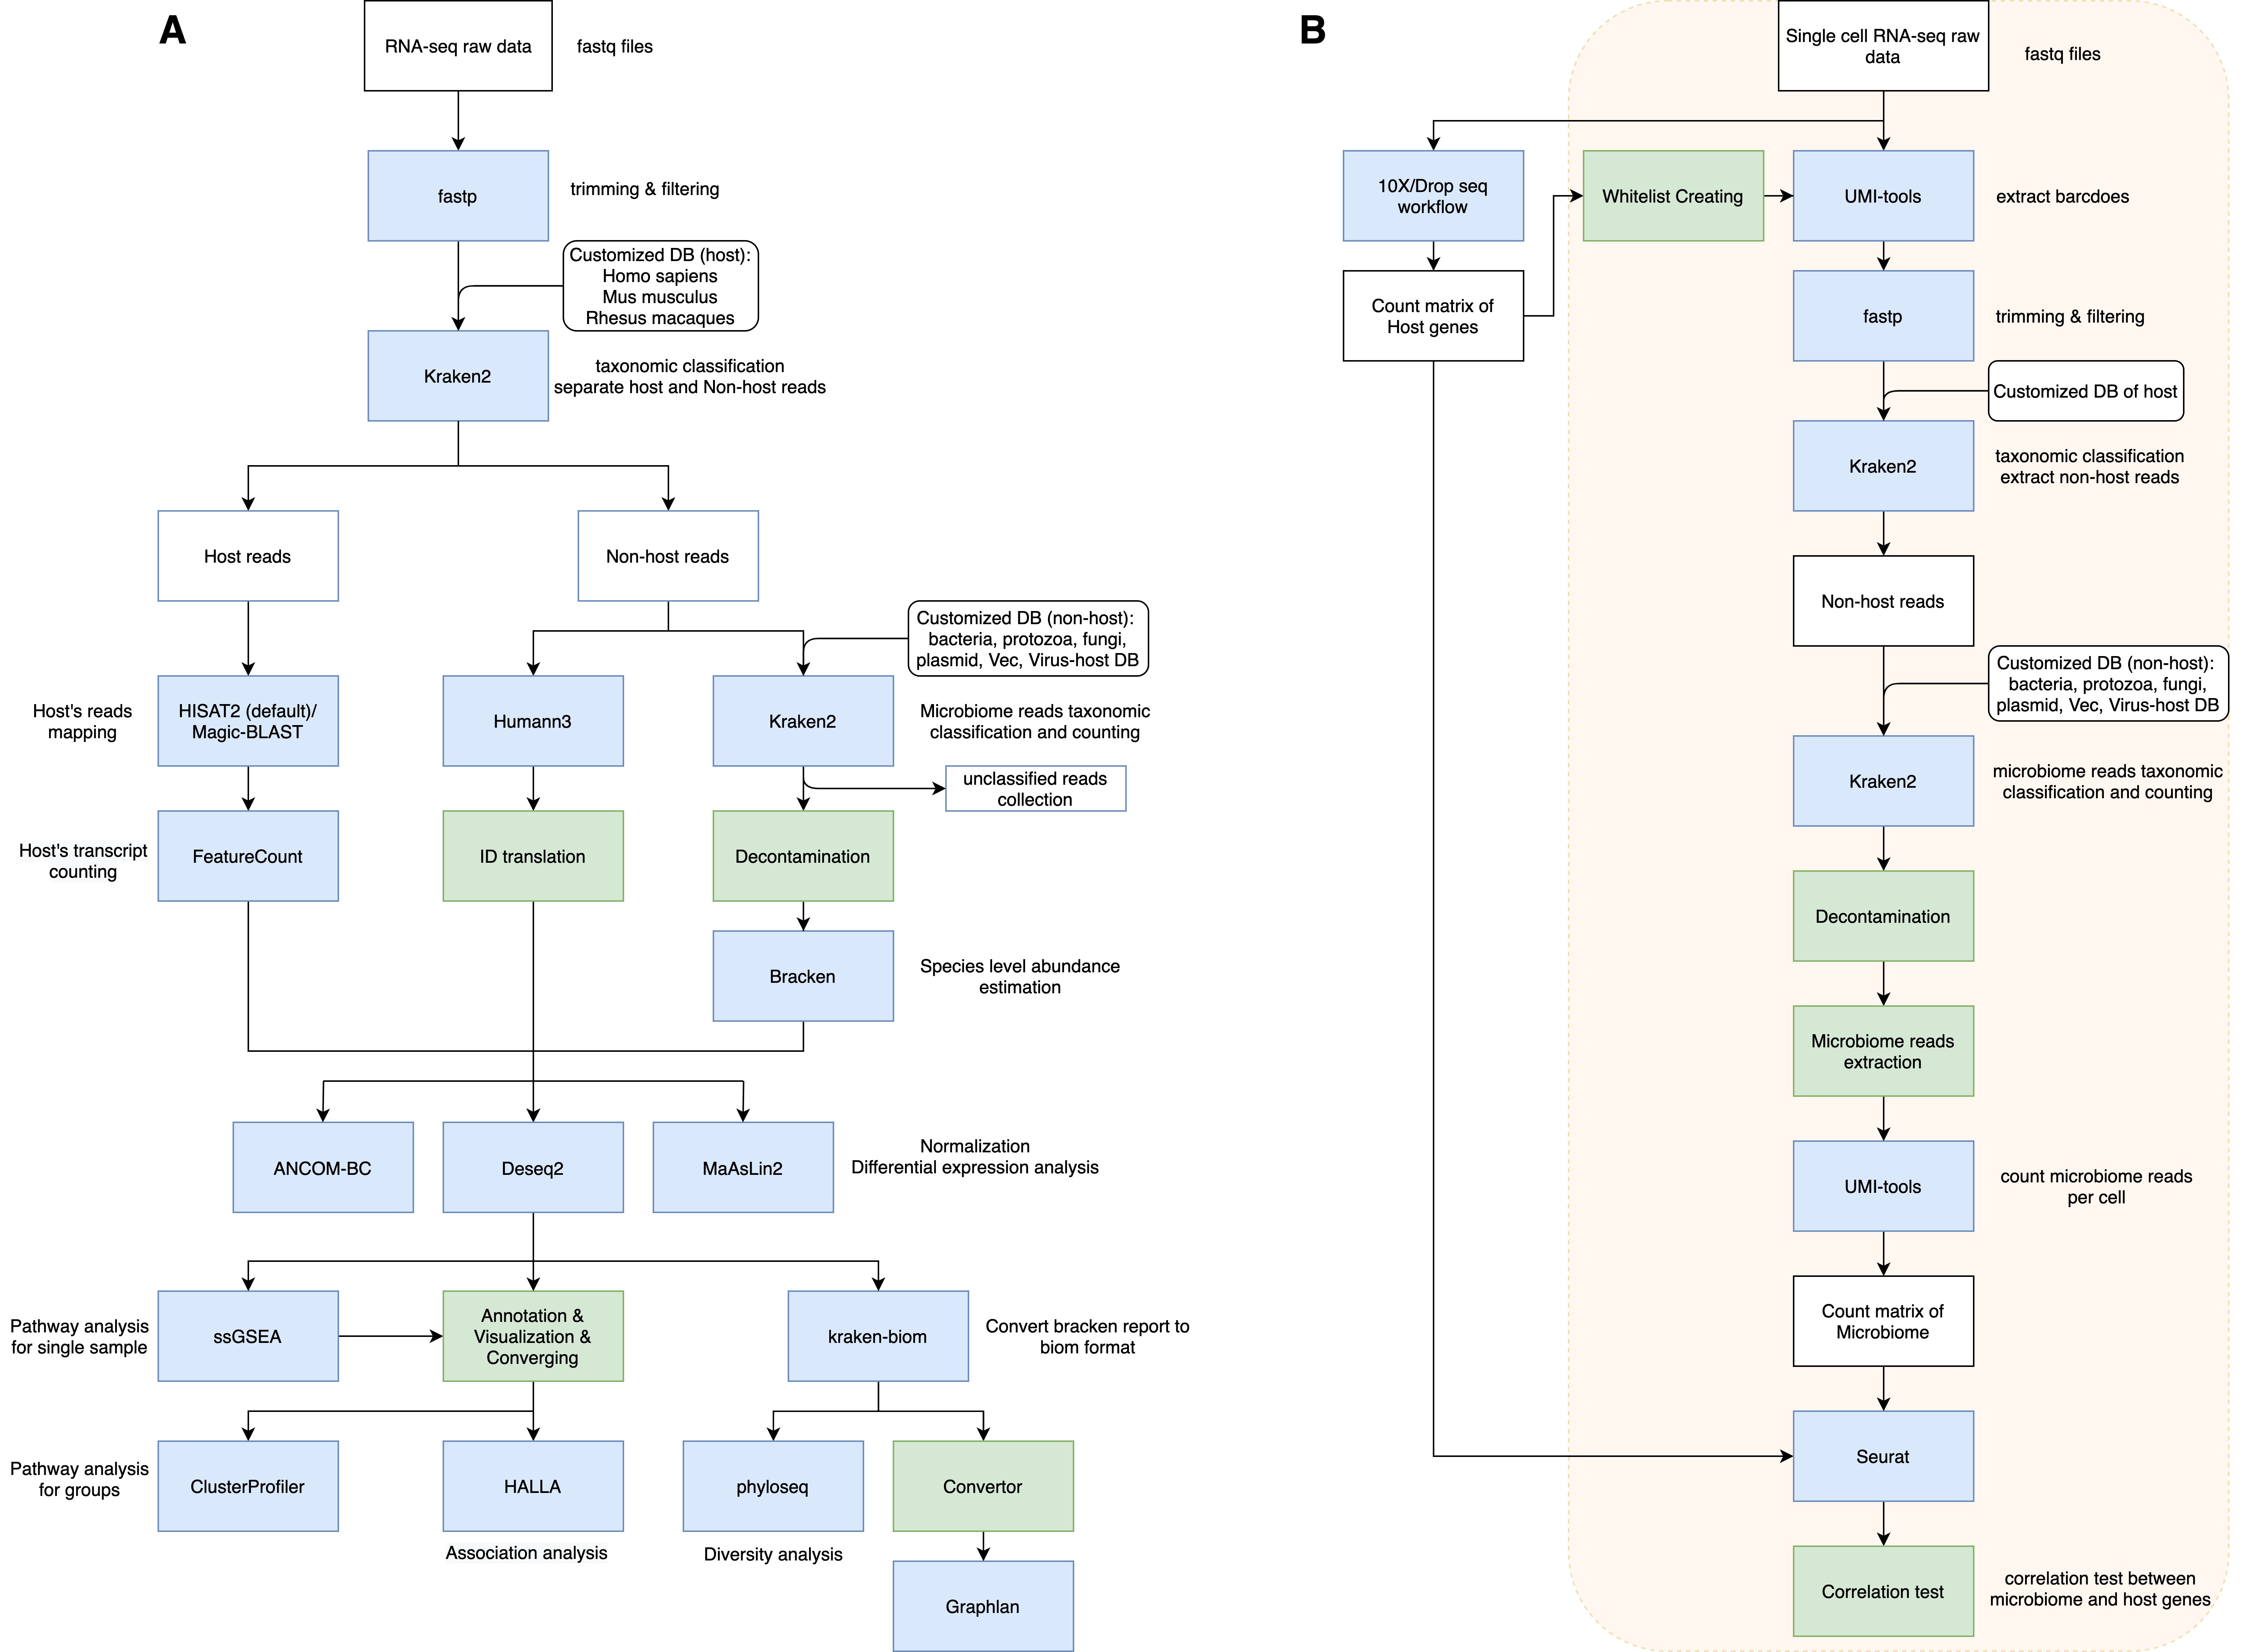 A
RNA-seq raw data
fastq files
fastp
trimming & filtering
Customized DB (host):
Homo sapiens
Mus musculus
Rhesus macaques
Kraken2
taxonomic classification
separate host and Non-host reads
Host reads
Non-host reads
Customized DB (non-host):
bacteria, protozoa, fungi,
plasmid, Vec, Virus-host DB
Host's reads
mapping
HISAT2 (default)/
Magic-BLAST
Humann3
Kraken2
Microbiome reads taxonomic
classification and counting
unclassified reads
collection
Host's transcript
counting
FeatureCount
ID translation
Decontamination
Bracken
Species level abundance
estimation
ANCOM-BC
Deseq2
MaAsLin2
Normalization
Differential expression analysis
Pathway analysis
for single sample
ssGSEA
Annotation &
Visualization &
Converging
kraken-biom
Convert bracken report to
biom format
Pathway analysis
for groups
ClusterProfiler
HALLA
phyloseq
Convertor
Association analysis
Diversity analysis
Graphlan
B
Single cell RNA-seq raw
data
fastq files
10X/Drop seq
workflow
Whitelist Creating
UMI-tools
extract barcdoes
Count matrix of
Host genes
fastp
trimming & filtering
Customized DB of host
Kraken2
taxonomic classification
extract non-host reads
Non-host reads
Customized DB (non-host):
bacteria, protozoa, fungi,
plasmid, Vec, Virus-host DB
Kraken2
microbiome reads taxonomic
classification and counting
Decontamination
Microbiome reads
extraction
UMI-tools
count microbiome reads
per cell
Count matrix of
Microbiome
Seurat
Correlation test
correlation test between
microbiome and host genes